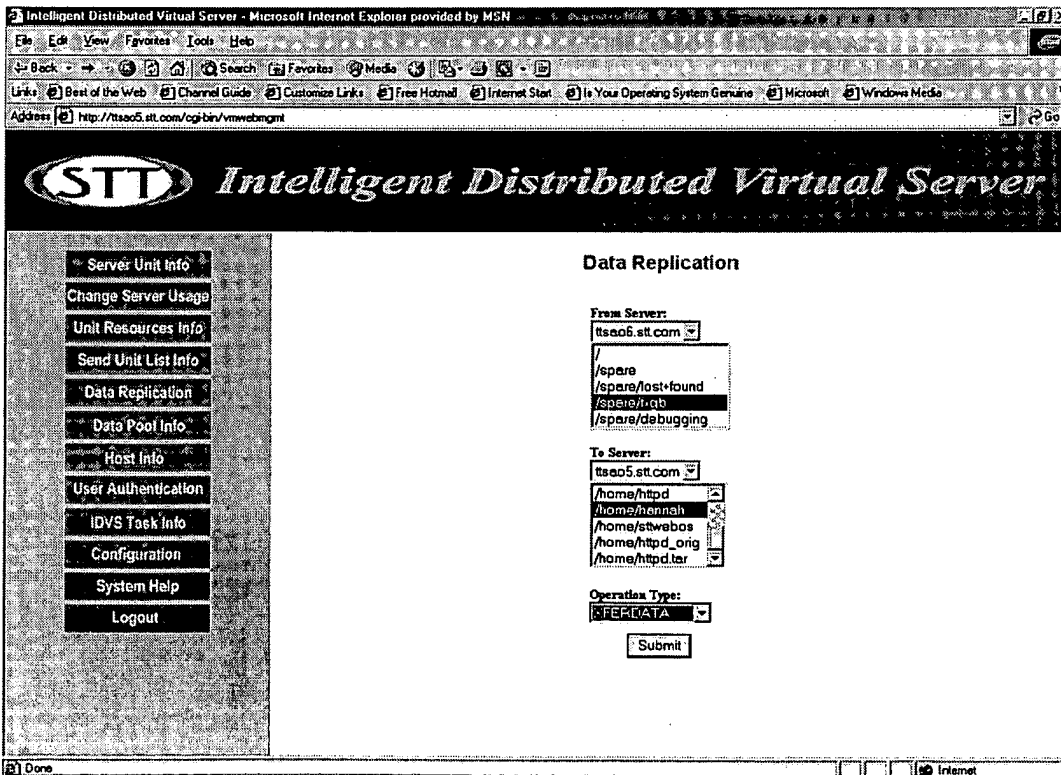 Intelligent Distributed Virtual Server - Microsoft Internet Explorer provided by MSN
File Edit View Favorites Tools Help
Back Search Favorites Media
Links Best of the Web Channel Guide Customize Links Free Hotmail Internet Start Is Your Operating System Genuine Microsoft Windows Media
Address http://ttsao5.stt.com/cgi-bin/vmwebmgmt Go
STT Intelligent Distributed Virtual Server
Server Unit Info
Change Server Usage
Unit Resources Info
Send Unit List Info
Data Replication
Data Pool Info
Host Info
User Authentication
IDVS Task Info
Configuration
System Help
Logout
Data Replication
From Server:
ttsao6.stt.com
/
/spare
/spare/lost+found
/spare/debugging
To Server:
ttsao5.stt.com
/home/httpd
/home/hannah
/home/sttwebos
/home/httpd_orig
/home/httpd.tar
Operation Type:
Submit
Done Internet